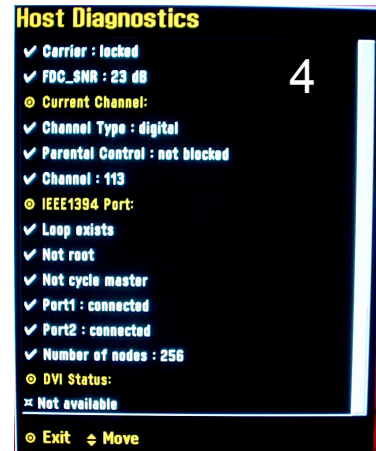 Host Diagnostics
✓ Carrier : locked
✓ FDC_SNR : 23 dB
4
◎ Current Channel:
✓ Channel Type : digital
✓ Parental Control : not blocked
✓ Channel : 113
◎ IEEE1394 Port:
✓ Loop exists
✓ Not root
✓ Not cycle master
✓ Port1 : connected
✓ Port2 : connected
✓ Number of nodes : 256
◎ DVI Status:
¤ Not available
◎ Exit ♦ Move